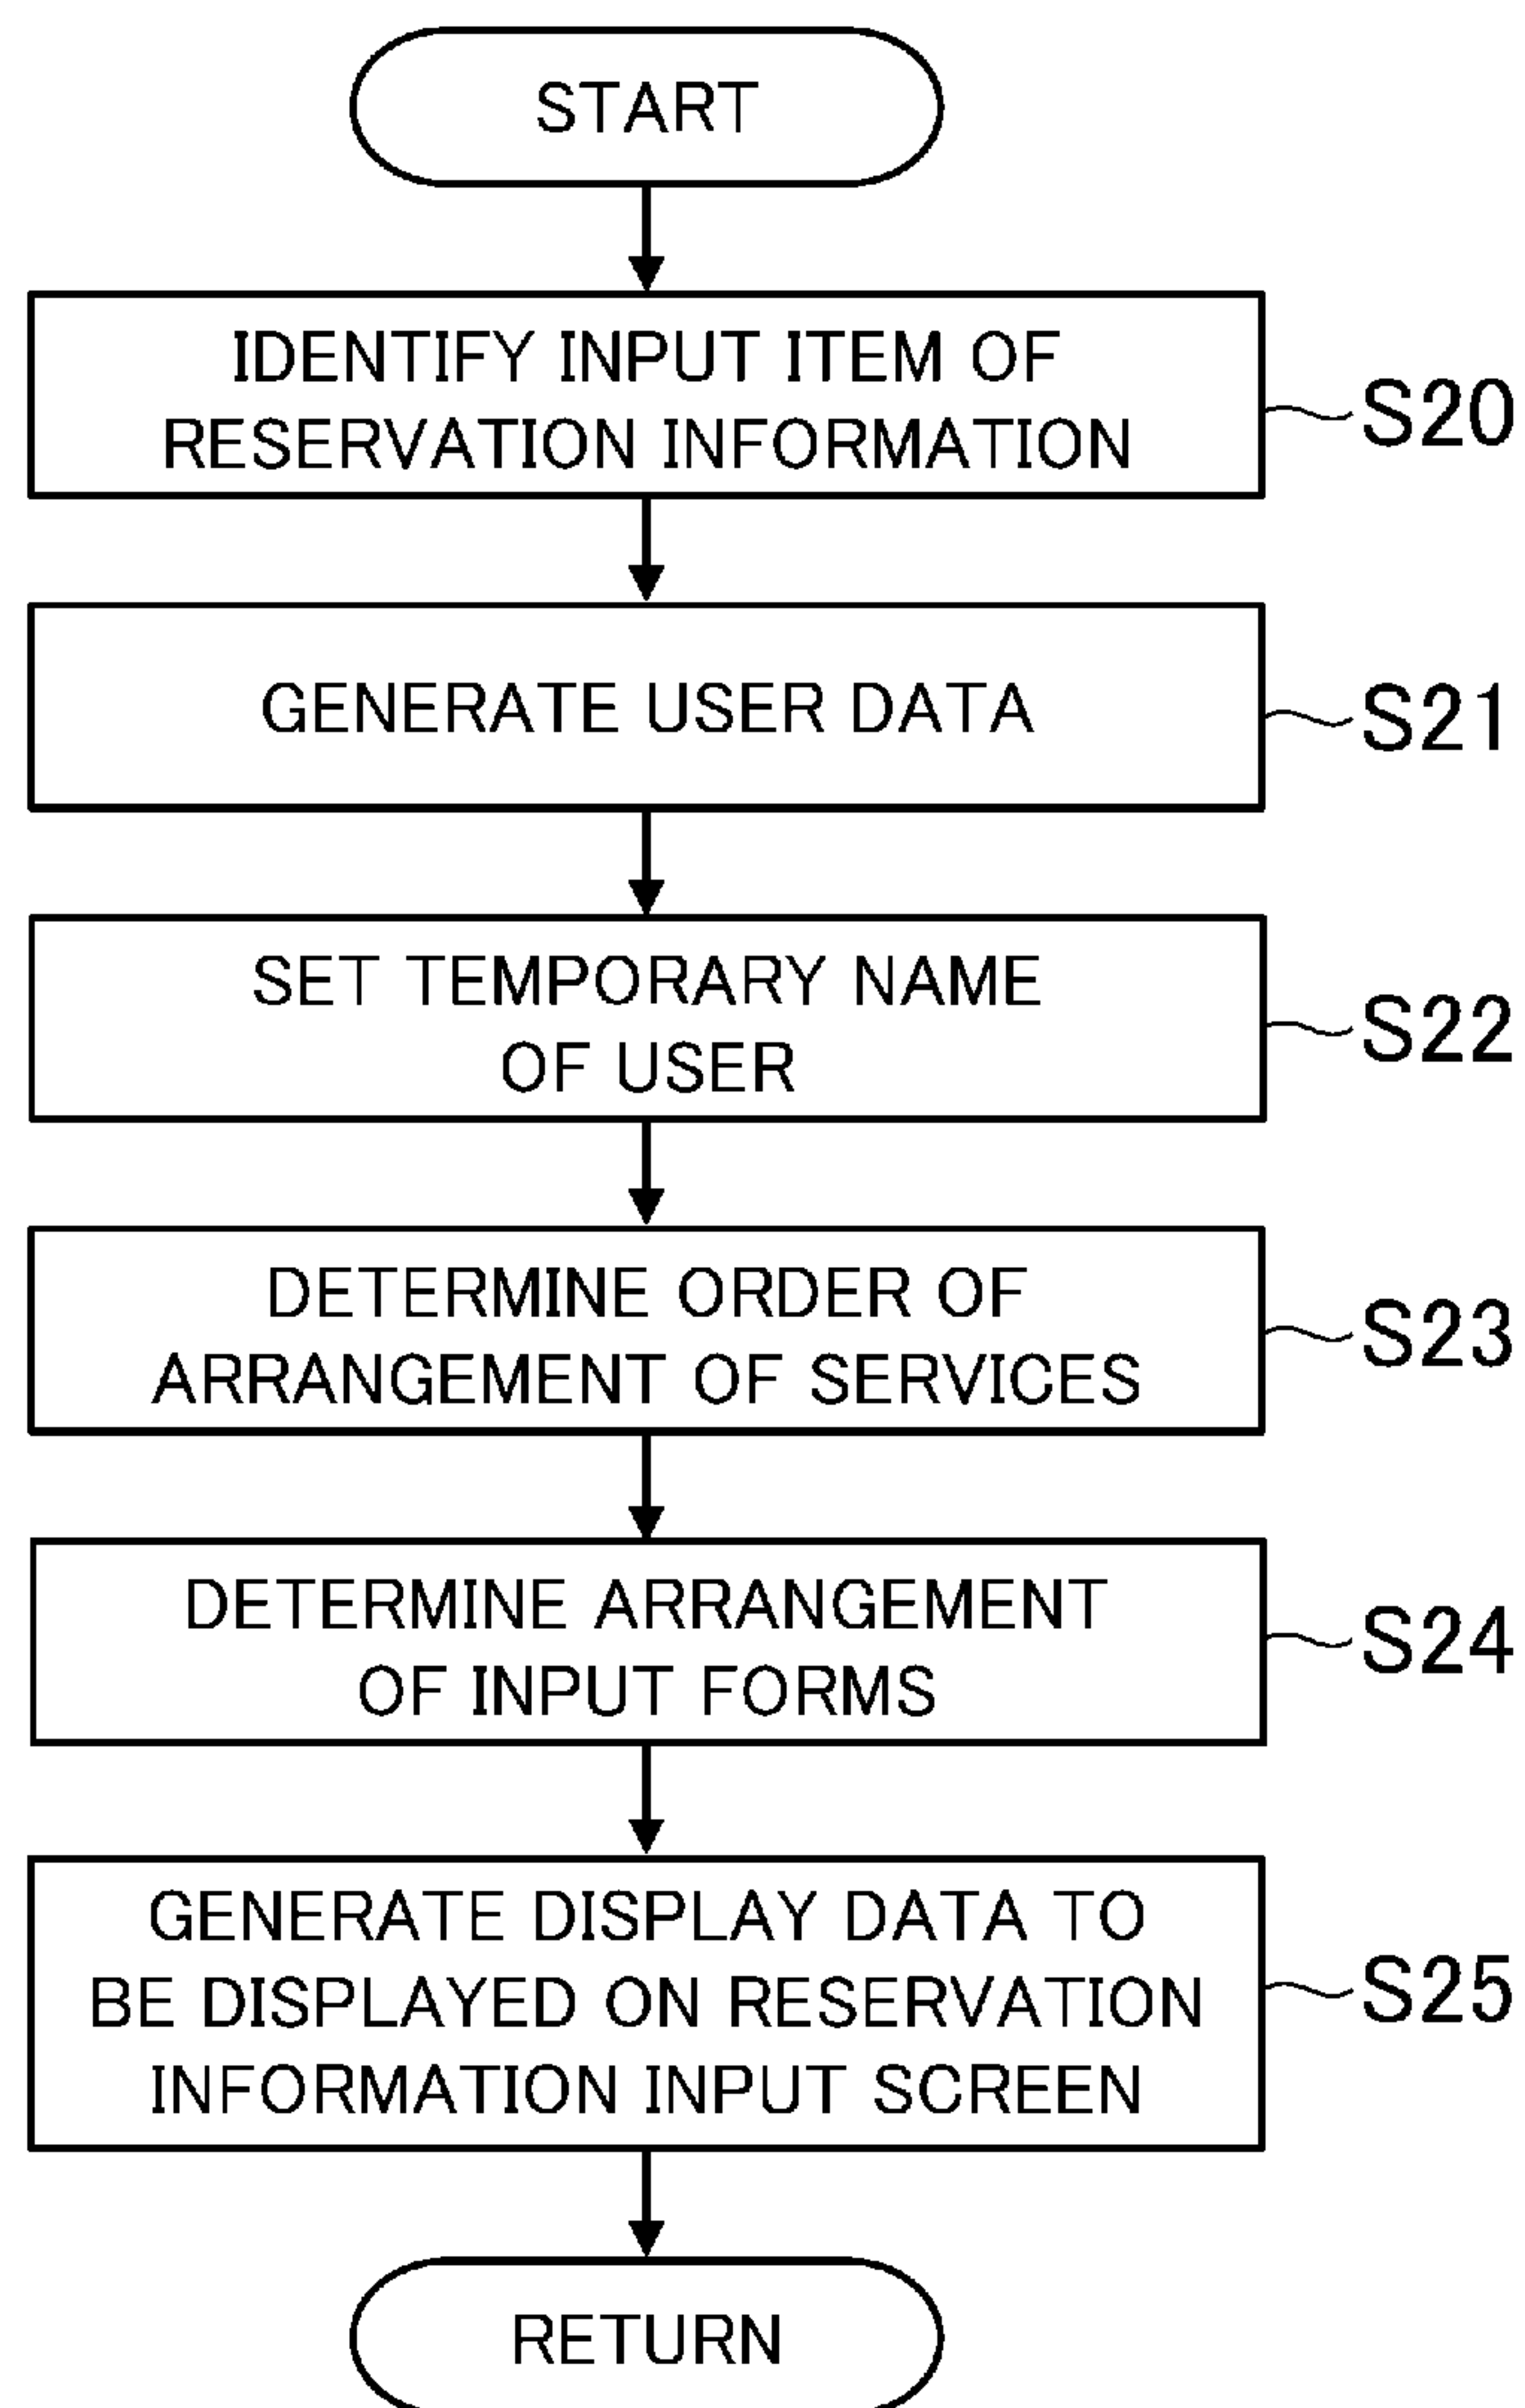 START
IDENTIFY INPUT ITEM OF
RESERVATION INFORMATION
S20
GENERATE USER DATA
S21
SET TEMPORARY NAME
OF USER
S22
DETERMINE ORDER OF
ARRANGEMENT OF SERVICES
S23
DETERMINE ARRANGEMENT
OF INPUT FORMS
S24
GENERATE DISPLAY DATA TO
BE DISPLAYED ON RESERVATION
INFORMATION INPUT SCREEN
S25
RETURN